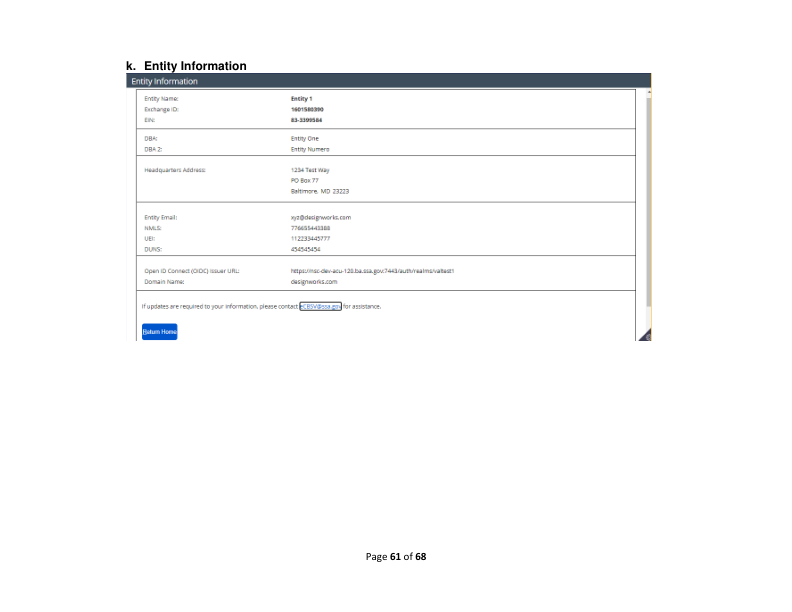 k. Entity Information
Entity Information
Entity Name: Entity 1
Exchange ID: 1601580390
EIN: 83-3399584
DBA: Entity One
DBA 2: Entity Numero
Headquarters Address: 1234 Test Way
PO Box 77
Baltimore, MD 23223
Entity Email: xyz@designworks.com
NMLS: 776655443388
UEI: 112233445777
DUNS: 454545454
Open ID Connect (OIDC) Issuer URL: https://nsc-dev-acu-120.ba.ssa.gov:7443/auth/realms/valtest1
Domain Name: designworks.com
If updates are required to your information, please contact eCBSV@ssa.gov for assistance.
Return Home
Page 61 of 68